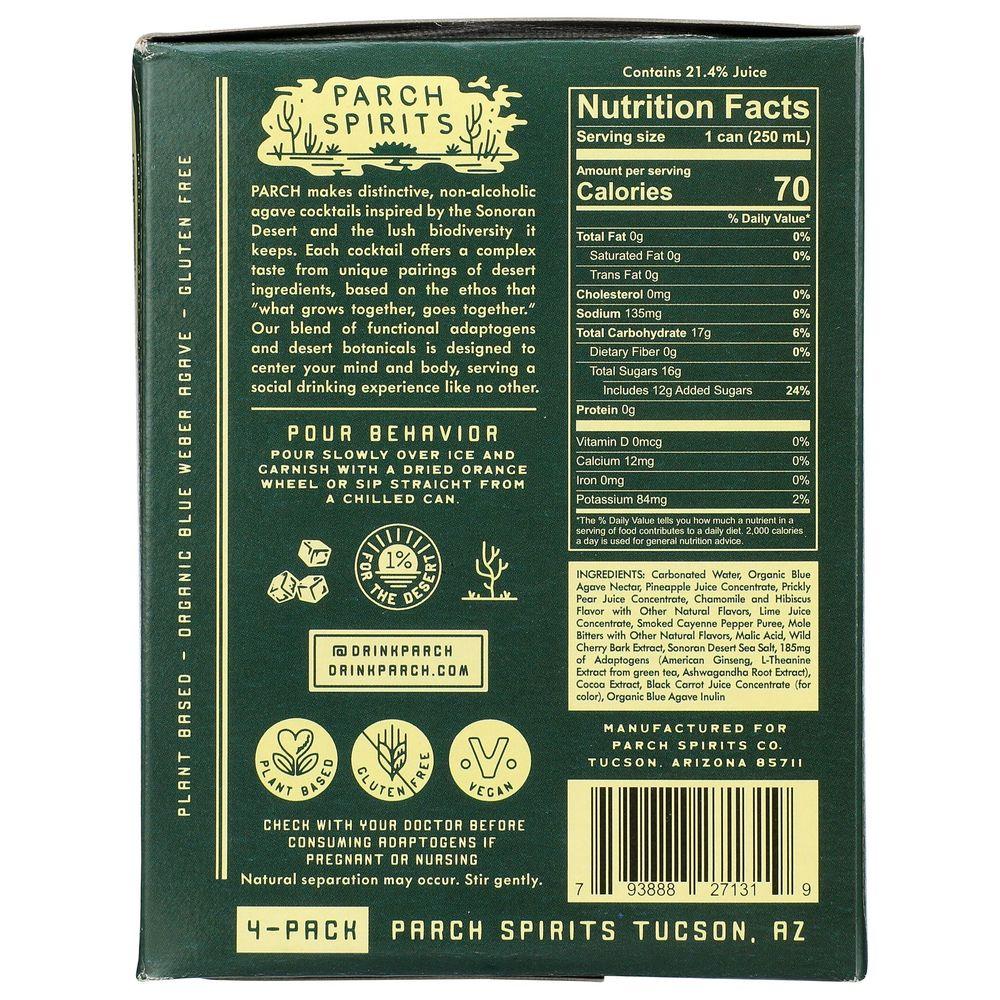 PLANT BASED - ORGANIC BLUE WEBER AGAVE - GLUTEN FREE
PARCH
SPIRITS
PARCH makes distinctive, non-alcoholic
agave cocktails inspired by the Sonoran
Desert and the lush biodiversity it
keeps. Each cocktail offers a complex
taste from unique pairings of desert
ingredients, based on the ethos that
"what grows together, goes together."
Our blend of functional adaptogens
and desert botanicals is designed to
center your mind and body, serving a
social drinking experience like no other.
POUR BEHAVIOR
POUR SLOWLY OVER ICE AND
GARNISH WITH A DRIED ORANGE
WHEEL OR SIP STRAIGHT FROM
A CHILLED CAN.
1%
FOR THE DESERT
@DRINKPARCH
DRINKPARCH.COM
PLANT BASED
GLUTEN FREE
V
VEGAN
CHECK WITH YOUR DOCTOR BEFORE
CONSUMING ADAPTOGENS IF
PREGNANT OR NURSING
Natural separation may occur. Stir gently.
Contains 21.4% Juice
Nutrition Facts
Serving size 1 can (250 mL)
Amount per serving
Calories 70
% Daily Value*
Total Fat 0g 0%
Saturated Fat 0g 0%
Trans Fat 0g
Cholesterol 0mg 0%
Sodium 135mg 6%
Total Carbohydrate 17g 6%
Dietary Fiber 0g 0%
Total Sugars 16g
Includes 12g Added Sugars 24%
Protein 0g
Vitamin D 0mcg 0%
Calcium 12mg 0%
Iron 0mg 0%
Potassium 84mg 2%
*The % Daily Value tells you how much a nutrient in a
serving of food contributes to a daily diet. 2,000 calories
a day is used for general nutrition advice.
INGREDIENTS: Carbonated Water, Organic Blue
Agave Nectar, Pineapple Juice Concentrate, Prickly
Pear Juice Concentrate, Chamomile and Hibiscus
Flavor with Other Natural Flavors, Lime Juice
Concentrate, Smoked Cayenne Pepper Puree, Mole
Bitters with Other Natural Flavors, Malic Acid, Wild
Cherry Bark Extract, Sonoran Desert Sea Salt, 185mg
of Adaptogens (American Ginseng, L-Theanine
Extract from green tea, Ashwagandha Root Extract),
Cocoa Extract, Black Carrot Juice Concentrate (for
color), Organic Blue Agave Inulin
MANUFACTURED FOR
PARCH SPIRITS CO.
TUCSON, ARIZONA 85711
7 93888 27131 9
4-PACK PARCH SPIRITS TUCSON, AZ